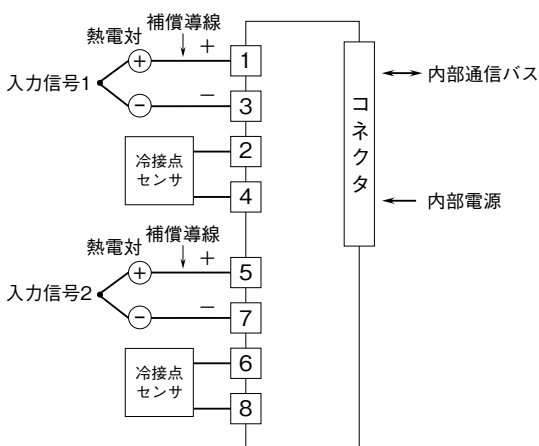 熱電対
補償導線
入力信号1
+
+
1
−
−
3
冷接点
センサ
2
4
コネクタ
内部通信バス
内部電源
熱電対
補償導線
入力信号2
+
+
5
−
−
7
冷接点
センサ
6
8